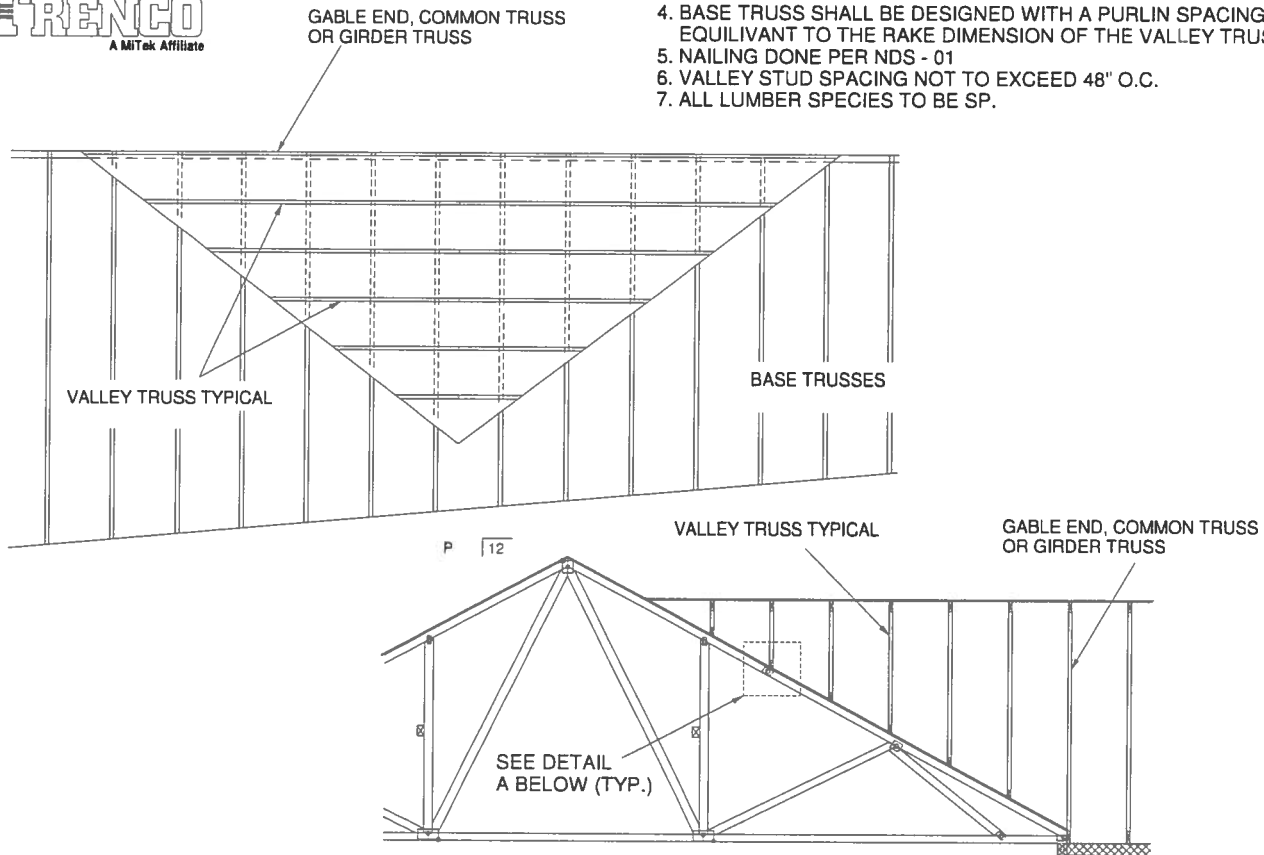 TRENCO
A MiTek Affiliate
GABLE END, COMMON TRUSS
OR GIRDER TRUSS
4. BASE TRUSS SHALL BE DESIGNED WITH A PURLIN SPACING
EQUILIVANT TO THE RAKE DIMENSION OF THE VALLEY TRUS
5. NAILING DONE PER NDS - 01
6. VALLEY STUD SPACING NOT TO EXCEED 48" O.C.
7. ALL LUMBER SPECIES TO BE SP.
VALLEY TRUSS TYPICAL
BASE TRUSSES
P 12
VALLEY TRUSS TYPICAL
GABLE END, COMMON TRUSS
OR GIRDER TRUSS
SEE DETAIL
A BELOW (TYP.)